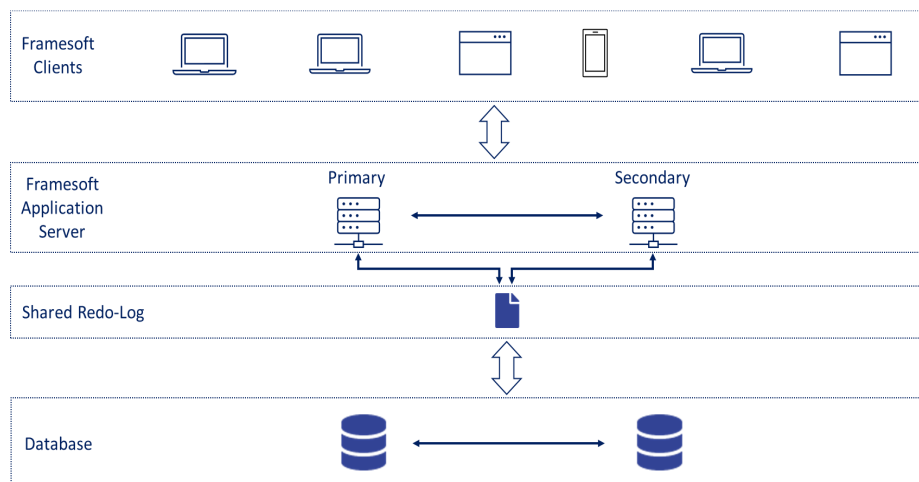 Framesoft
Clients
Framesoft
Application
Server
Primary
Secondary
Shared Redo-Log
Database